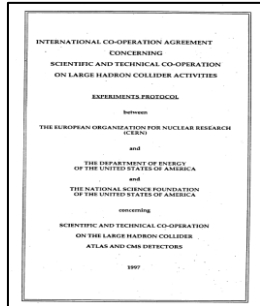 INTERNATIONAL CO-OPERATION AGREEMENT
CONCERNING
SCIENTIFIC AND TECHNICAL CO-OPERATION
ON LARGE HADRON COLLIDER ACTIVITIES
EXPERIMENTS PROTOCOL
between
THE EUROPEAN ORGANIZATION FOR NUCLEAR RESEARCH
(CERN)
and
THE DEPARTMENT OF ENERGY
OF THE UNITED STATES OF AMERICA
and
THE NATIONAL SCIENCE FOUNDATION
OF THE UNITED STATES OF AMERICA
concerning
SCIENTIFIC AND TECHNICAL CO-OPERATION
ON THE LARGE HADRON COLLIDER
ATLAS AND CMS DETECTORS
1997